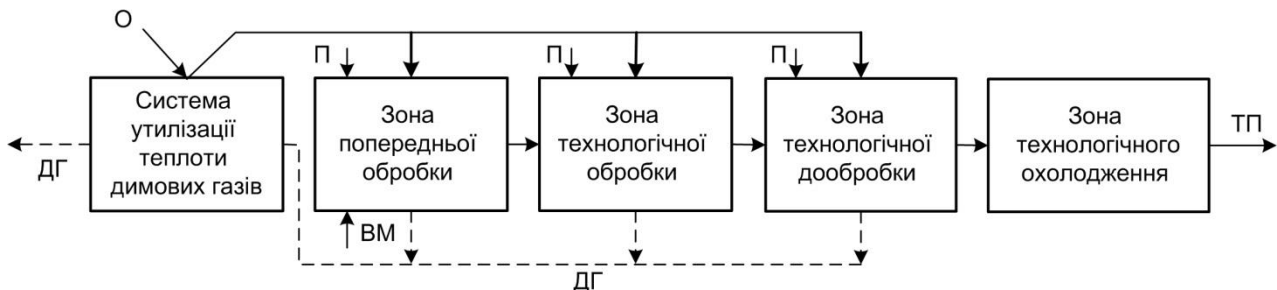 О
П
П
П
Система
утилізації
теплоти
димових газів
Зона
попередньої
обробки
Зона
технологічної
обробки
Зона
технологічної
дообробки
Зона
технологічного
охолодження
ТП
ДГ
ВМ
ДГ